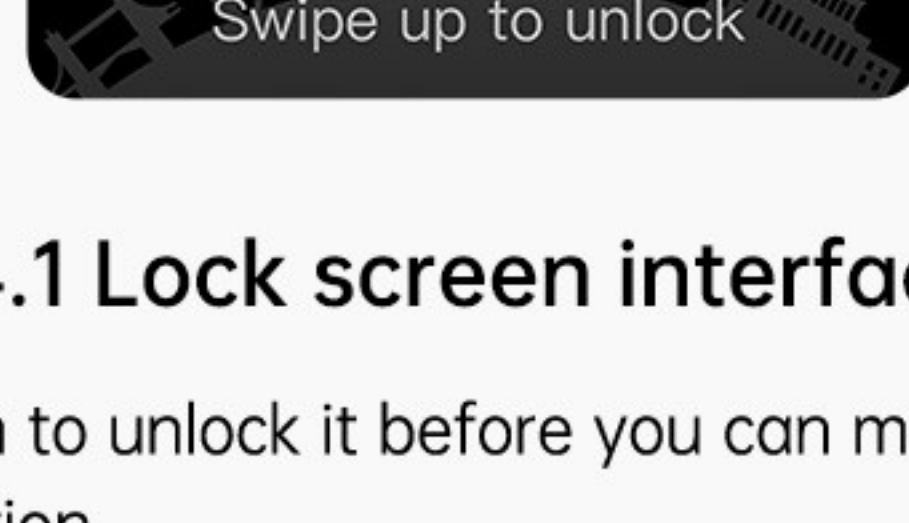 Swipe up to unlock
.1 Lock screen interfa
to unlock it before you can m